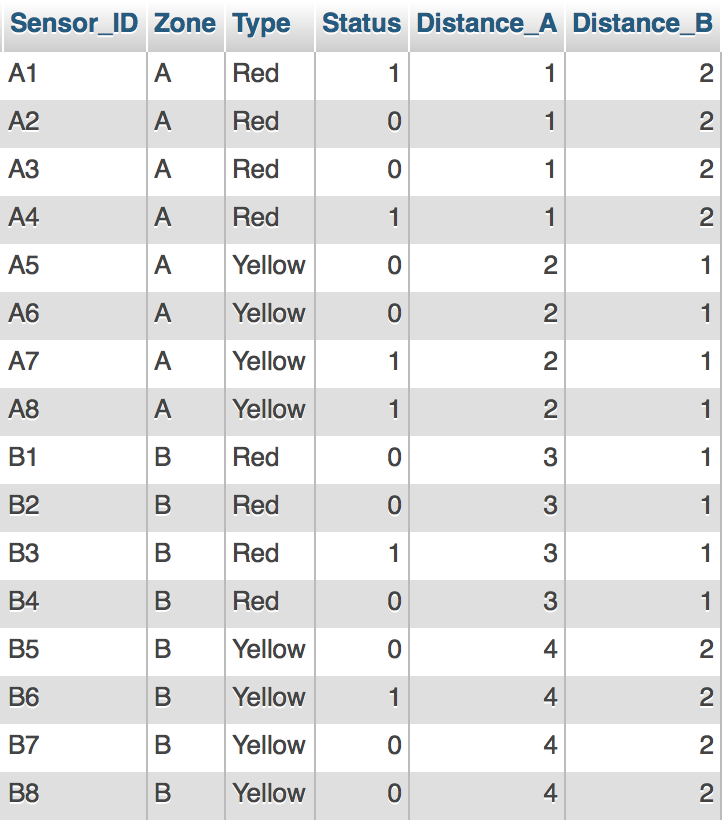 Sensor_ID Zone Type Status Distance_A Distance_B
A1 A Red 1 1 2
A2 A Red 0 1 2
A3 A Red 0 1 2
A4 A Red 1 1 2
A5 A Yellow 0 2 1
A6 A Yellow 0 2 1
A7 A Yellow 1 2 1
A8 A Yellow 1 2 1
B1 B Red 0 3 1
B2 B Red 0 3 1
B3 B Red 1 3 1
B4 B Red 0 3 1
B5 B Yellow 0 4 2
B6 B Yellow 1 4 2
B7 B Yellow 0 4 2
B8 B Yellow 0 4 2